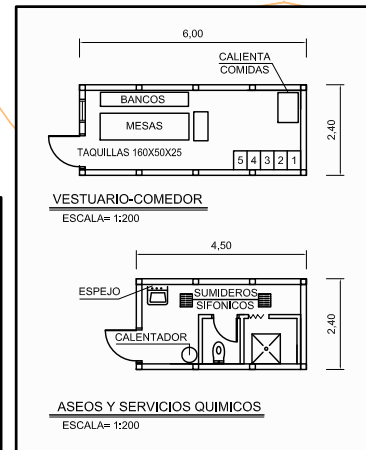 6,00
CALIENTA
COMIDAS
BANCOS
MESAS
2,40
TAQUILLAS 160X50X25
5 4 3 2 1
VESTUARIO-COMEDOR
ESCALA= 1:200
4,50
ESPEJO
SUMIDEROS
SIFONICOS
2,40
CALENTADOR
ASEOS Y SERVICIOS QUIMICOS
ESCALA= 1:200